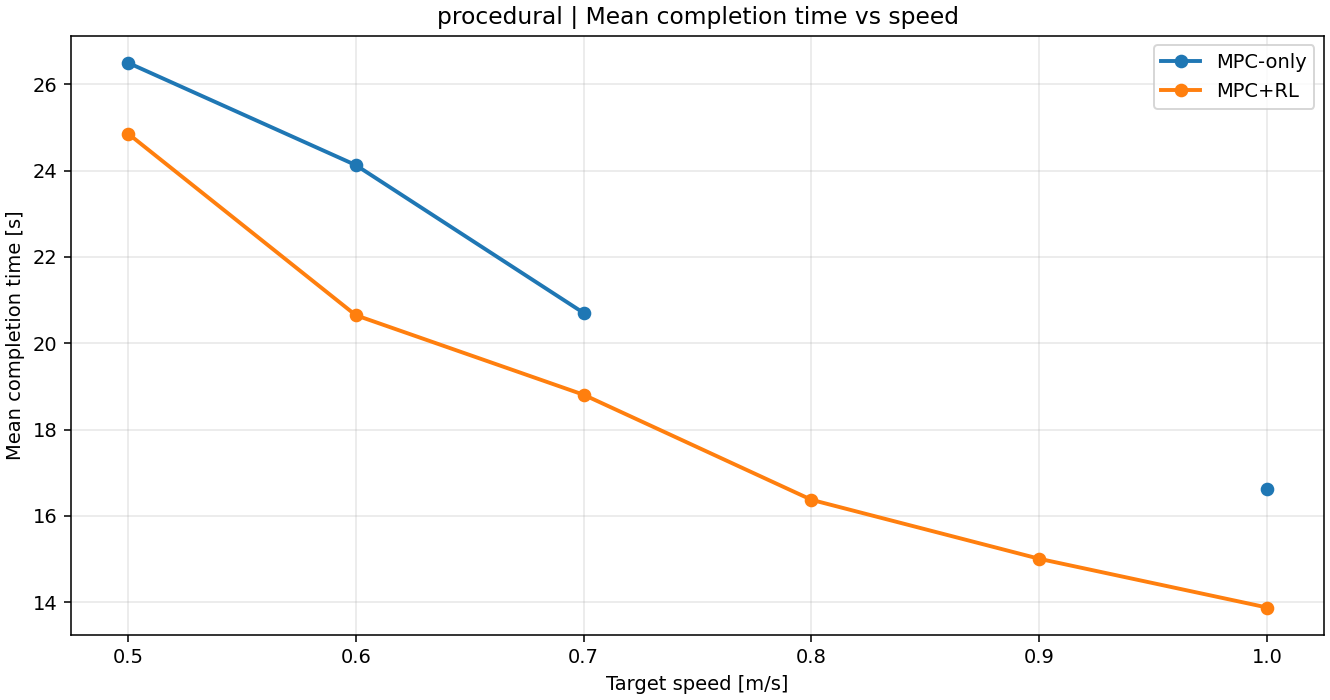 procedural | Mean completion time vs speed
MPC-only
MPC+RL
Mean completion time [s]
26
24
22
20
18
16
14
0.5
0.6
0.7
0.8
0.9
1.0
Target speed [m/s]